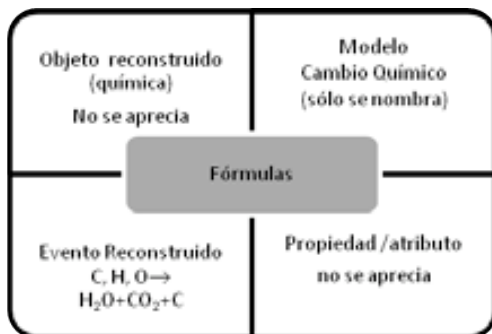 Objeto reconstruido
(química)
No se aprecia
Modelo
Cambio Químico
(sólo se nombra)
Fórmulas
Evento Reconstruido
C, H, O→
H₂O+CO₂+C
Propiedad /atributo
no se aprecia